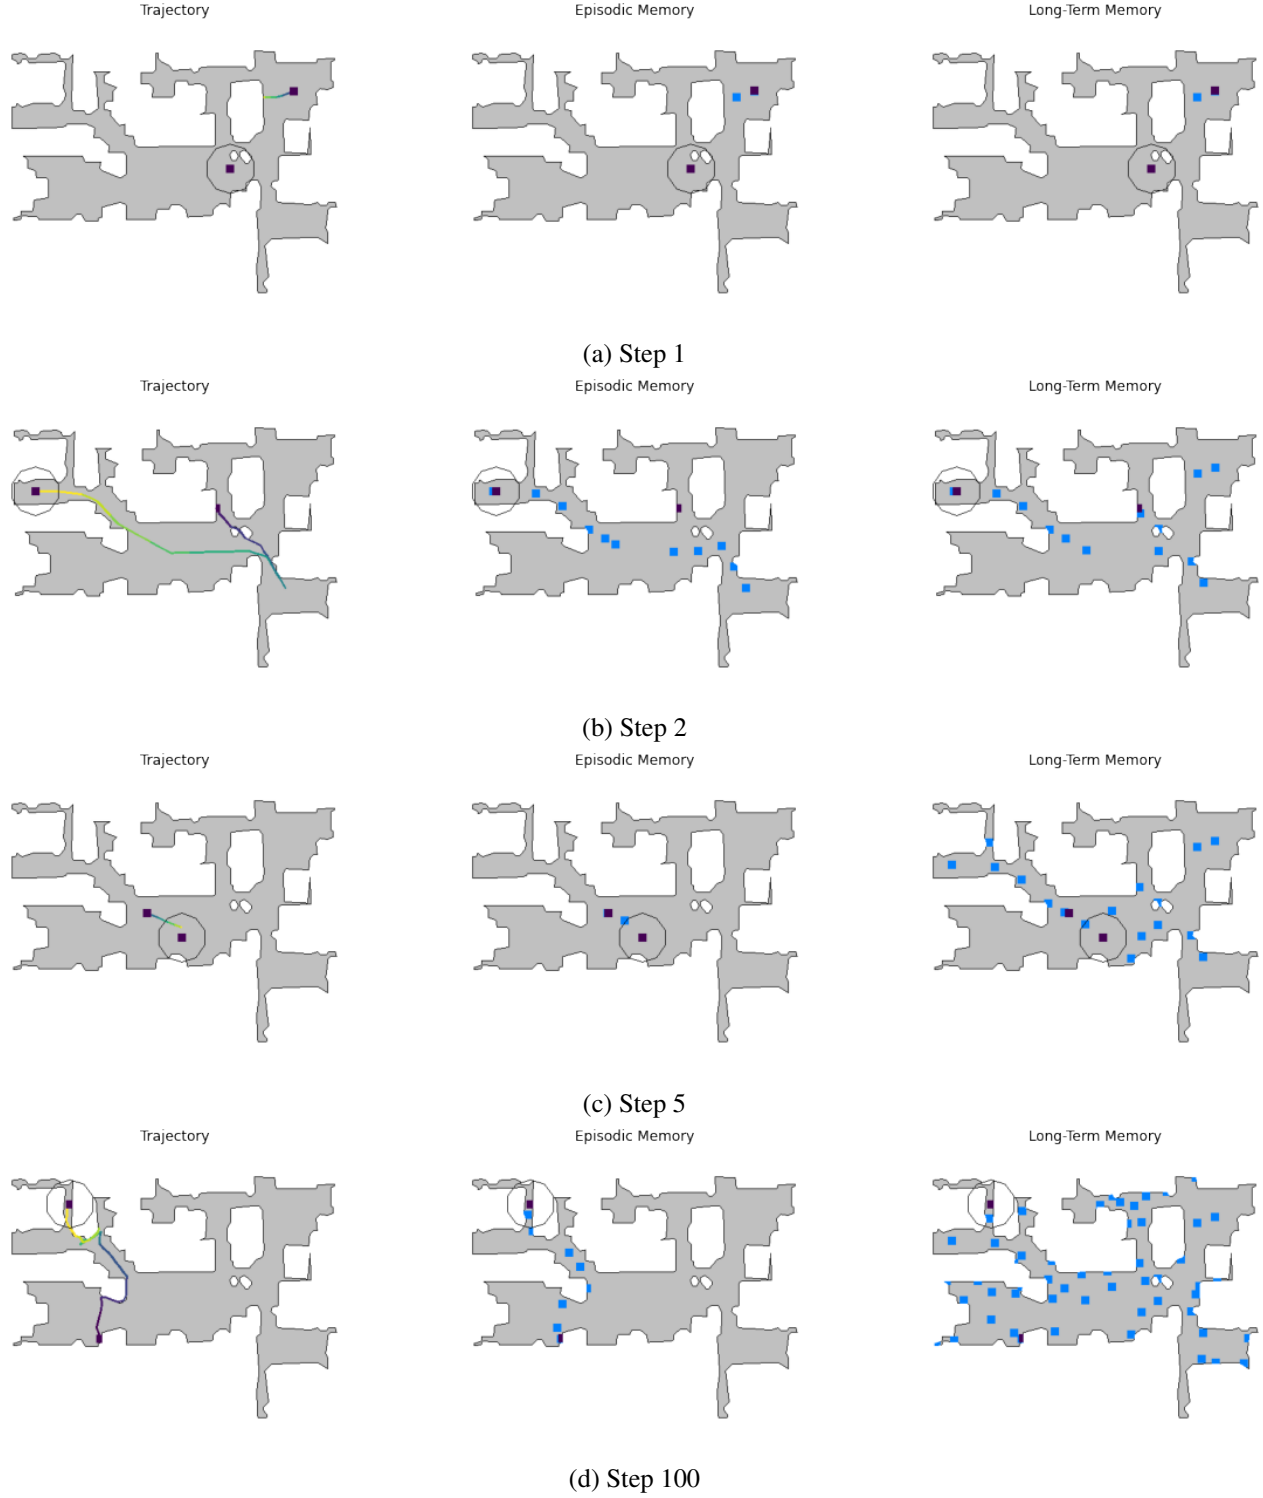 Trajectory Episodic Memory Long-Term Memory
(a) Step 1
Trajectory Episodic Memory Long-Term Memory
(b) Step 2
Trajectory Episodic Memory Long-Term Memory
(c) Step 5
Trajectory Episodic Memory Long-Term Memory
(d) Step 100